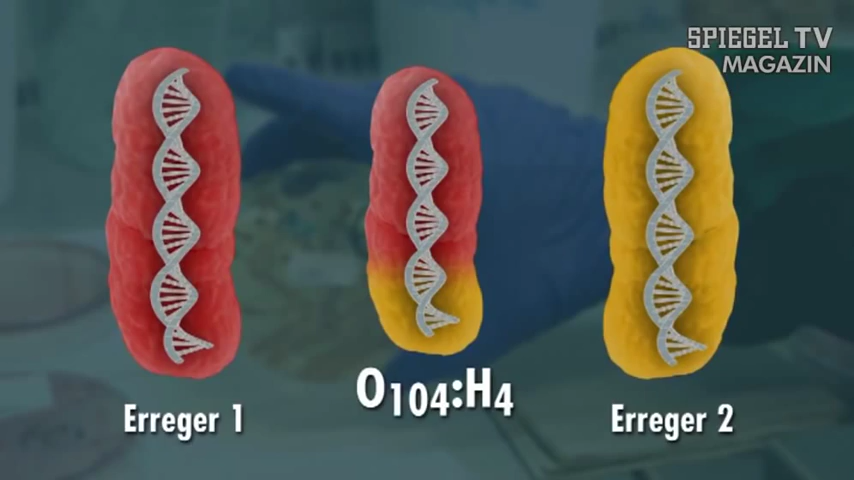 SPIEGEL TV
MAGAZIN
O104:H4
Erreger 1
Erreger 2